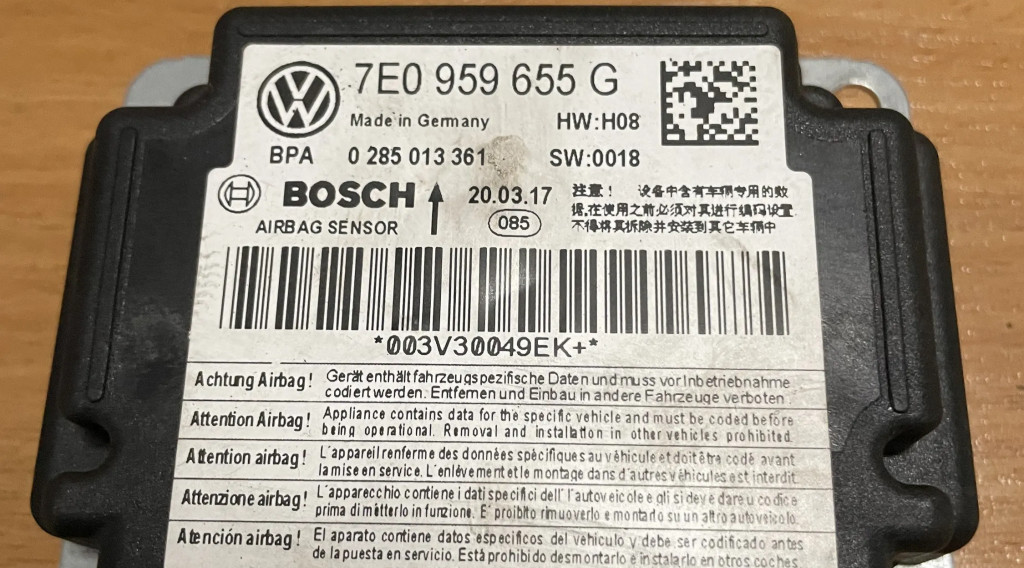 7E0 959 655 G
Made in Germany HW:H08
BPA 0 285 013 361 SW:0018
BOSCH 20.03.17
AIRBAG SENSOR 085
注意！ 设备中含有车辆专用的数
据,在使用之前必须对其进行编码设置
不得将其拆除并安装到其它车辆中
*003V30049EK+*
Achtung Airbag! Gerät enthält fahrzeugspezifische Daten und muss vor Inbetriebnahme
codiert werden. Entfernen und Einbau in andere Fahrzeuge verboten
Attention Airbag! Appliance contains data for the specific vehicle and must be coded before
being operational. Removal and installation in other vehicles prohibited.
Attention airbag! L'appareil renferme des données spécifiques au véhicule et doit être codé avant
la mise en service. L'enlévement et le montage dans d'autres véhicules est interdit
Attenzione airbag! L'apparecchio contiene i dati specifici dell'autoveicolo e gli si deve dare u codice
prima di metterlo in funzione. E' proibito rimuoverlo e montarlo su un altro autoveicolo.
Atención airbag! El aparato contiene datos especificos del vehículo y debe ser codificado antes
de la puesta en servicio. Está prohibido desmontarlo e instalarlo en otros coches.